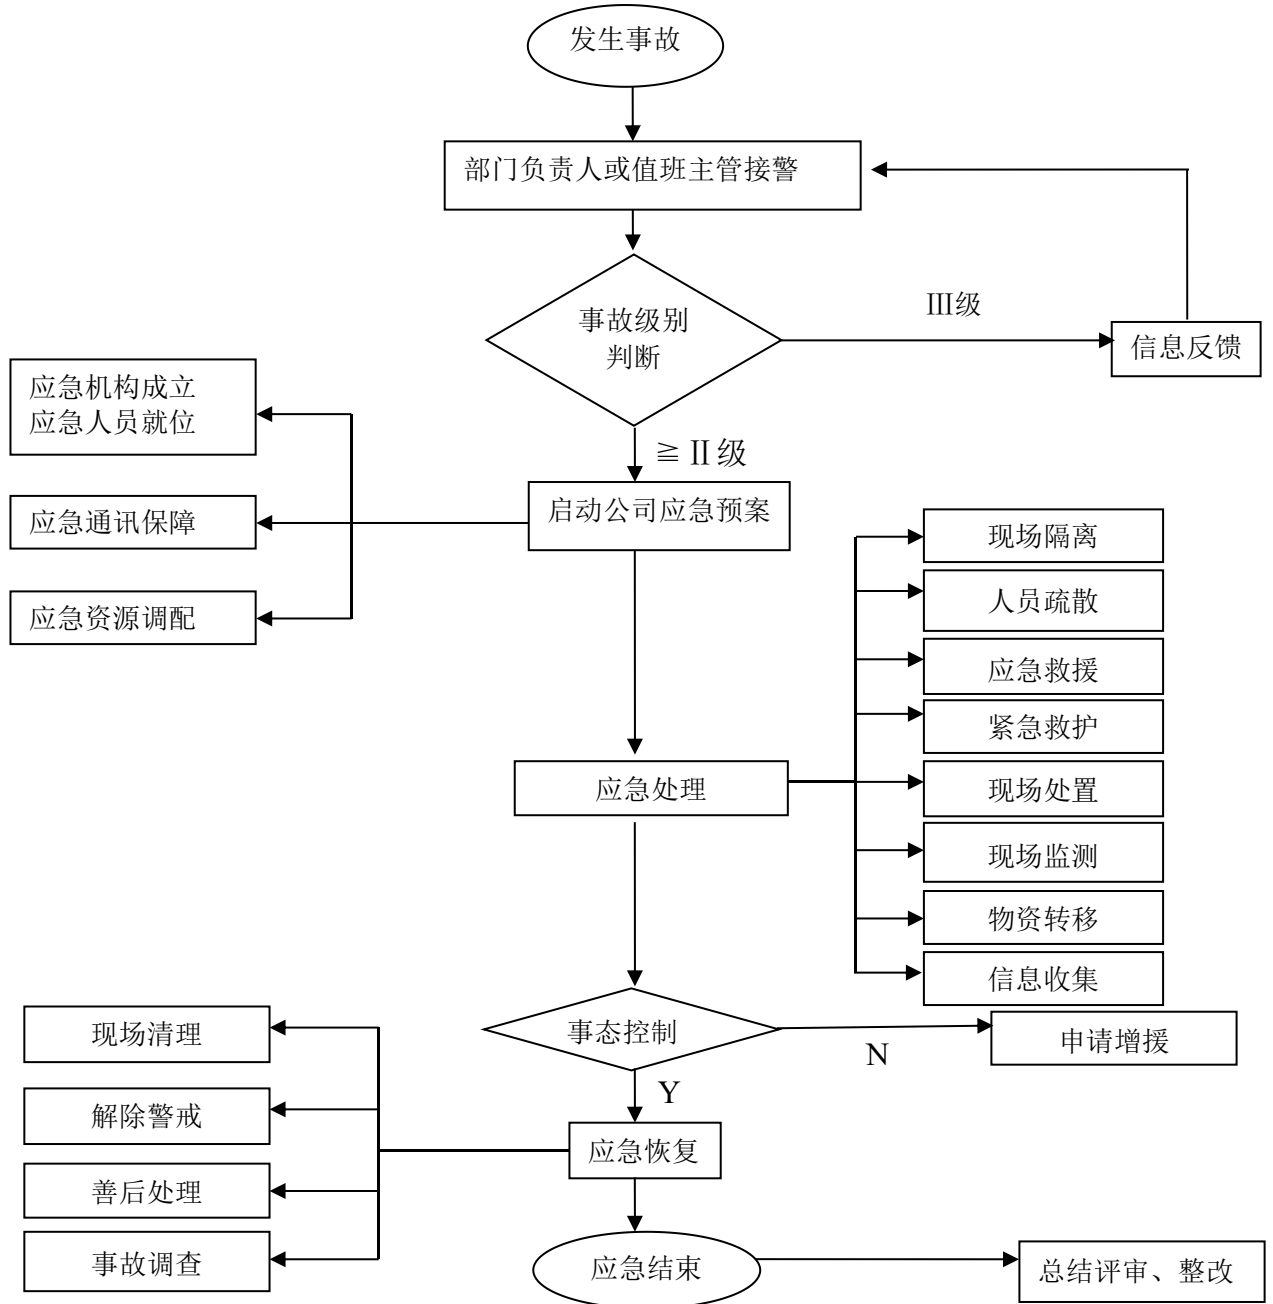 发生事故
部门负责人或值班主管接警
事故级别
判断
Ⅲ级
信息反馈
应急机构成立
应急人员就位
≧Ⅱ级
启动公司应急预案
应急通讯保障
应急资源调配
现场隔离
人员疏散
应急救援
紧急救护
应急处理
现场处置
现场监测
物资转移
信息收集
现场清理
事态控制
N
申请增援
解除警戒
Y
应急恢复
善后处理
事故调查
应急结束
总结评审、整改